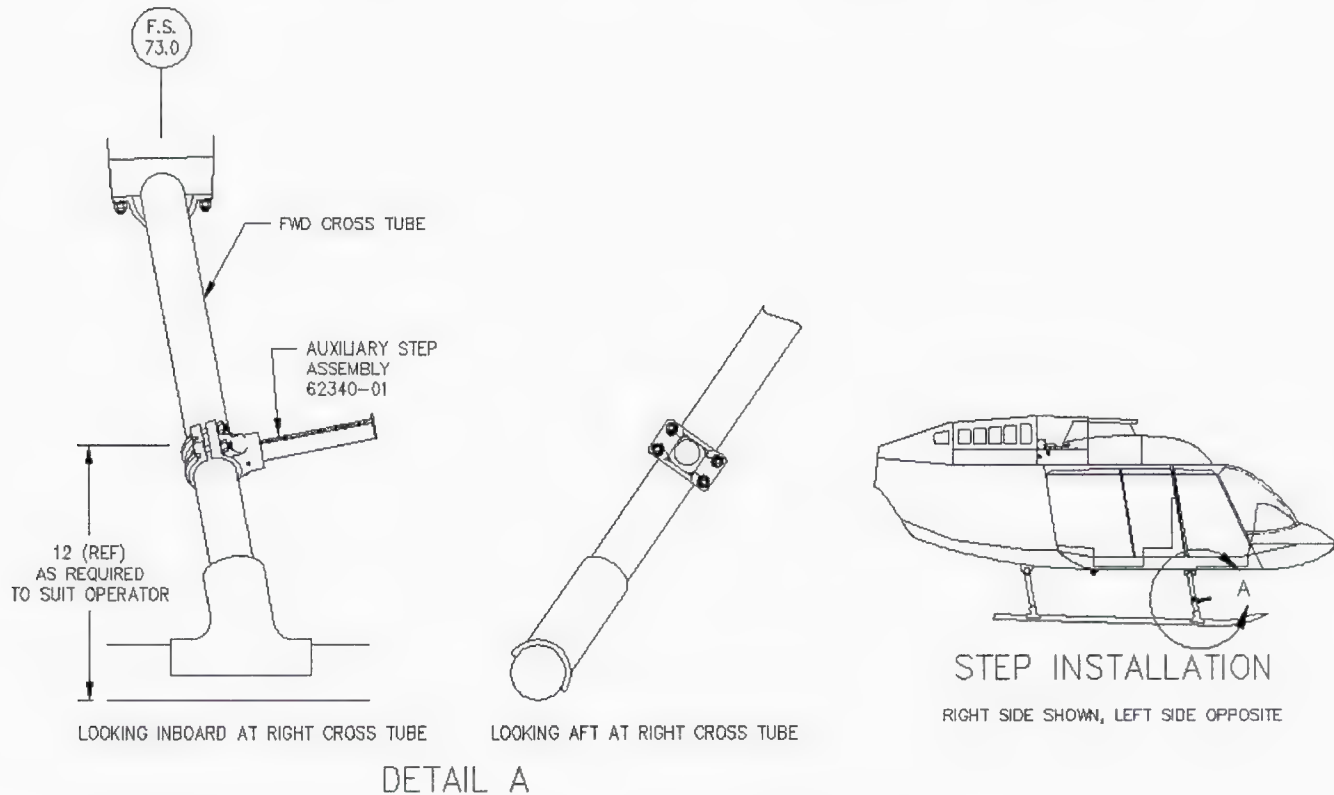 F.S.
73.0
FWD CROSS TUBE
AUXILIARY STEP
ASSEMBLY
62340-01
12 (REF)
AS REQUIRED
TO SUIT OPERATOR
LOOKING INBOARD AT RIGHT CROSS TUBE
LOOKING AFT AT RIGHT CROSS TUBE
DETAIL A
A
STEP INSTALLATION
RIGHT SIDE SHOWN, LEFT SIDE OPPOSITE